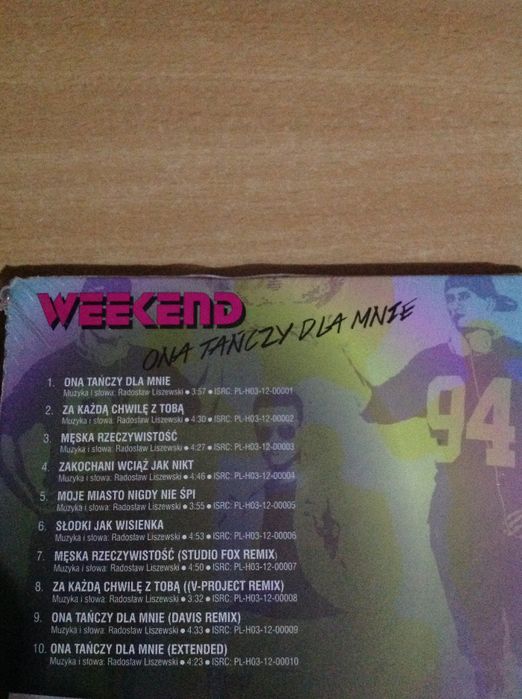 WEEKEND
ONA TAŃCZY DLA MNIE
1. ONA TAŃCZY DLA MNIE
Muzyka i słowa: Radosław Liszewski ● 3:57 ● ISRC: PL-H03-12-00001
2. ZA KAŻDĄ CHWILĘ Z TOBĄ
Muzyka i słowa: Radosław Liszewski ● 4:30 ● ISRC: PL-H03-12-00002
3. MĘSKA RZECZYWISTOŚĆ
Muzyka i słowa: Radosław Liszewski ● 4:27 ● ISRC: PL-H03-12-00003
4. ZAKOCHANI WCIĄŻ JAK NIKT
Muzyka i słowa: Radosław Liszewski ● 4:46 ● ISRC: PL-H03-12-00004
5. MOJE MIASTO NIGDY NIE ŚPI
Muzyka i słowa: Radosław Liszewski ● 3:55 ● ISRC: PL-H03-12-00005
6. SŁODKI JAK WISIENKA
Muzyka i słowa: Radosław Liszewski ● 4:53 ● ISRC: PL-H03-12-00006
7. MĘSKA RZECZYWISTOŚĆ (STUDIO FOX REMIX)
Muzyka i słowa: Radosław Liszewski ● 4:50 ● ISRC: PL-H03-12-00007
8. ZA KAŻDĄ CHWILĘ Z TOBĄ ((V-PROJECT REMIX)
Muzyka i słowa: Radosław Liszewski ● 3:32 ● ISRC: PL-H03-12-00008
9. ONA TAŃCZY DLA MNIE (DAVIS REMIX)
Muzyka i słowa: Radosław Liszewski ● 4:33 ● ISRC: PL-H03-12-00009
10. ONA TAŃCZY DLA MNIE (EXTENDED)
Muzyka i słowa: Radosław Liszewski ● 4:23 ● ISRC: PL-H03-12-00010
94